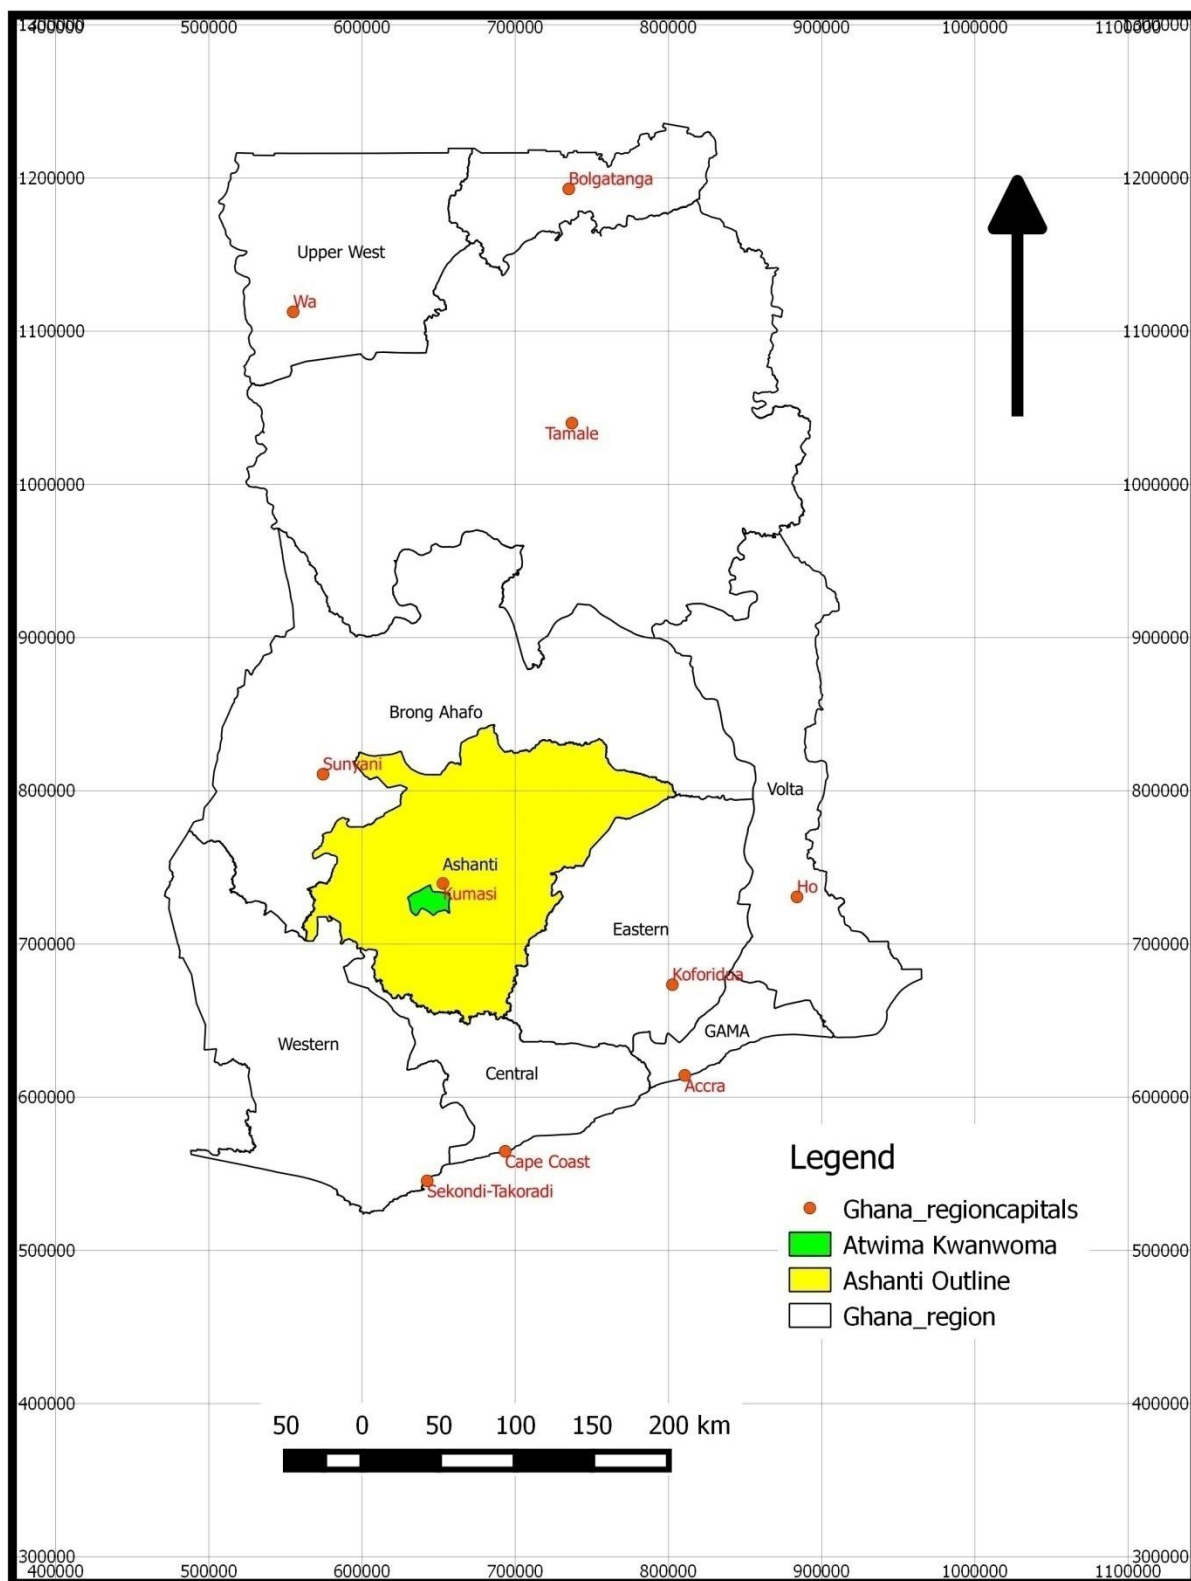 1300000 1300000
400000 500000 600000 700000 800000 900000 1000000 1100000
Bolgatanga
1200000 1200000
Upper West
Wa
1100000 1100000
Tamale
1000000 1000000
900000 900000
Brong Ahafo
Sunyani
800000 Volta 800000
Ashanti
Kumasi
Ho
Eastern
700000 700000
Koforidua
GAMA
Western
Central
Accra
600000 600000
Cape Coast
Sekondi-Takoradi
Legend
Ghana_regioncapitals
Atwima Kwanwoma
500000 500000
Ashanti Outline
Ghana_region
400000 400000
50 0 50 100 150 200 km
300000 300000
400000 500000 600000 700000 800000 900000 1000000 1100000